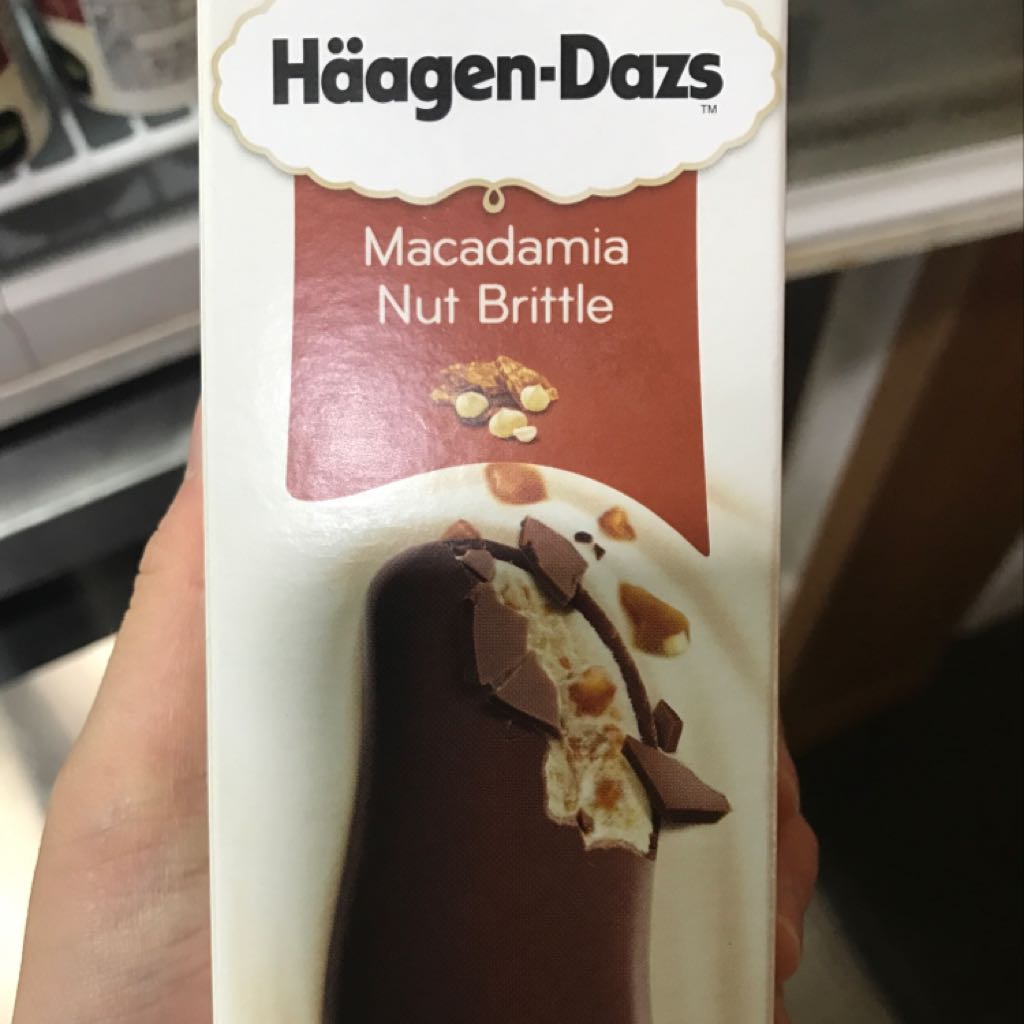 Häagen-Dazs
™
Macadamia
Nut Brittle